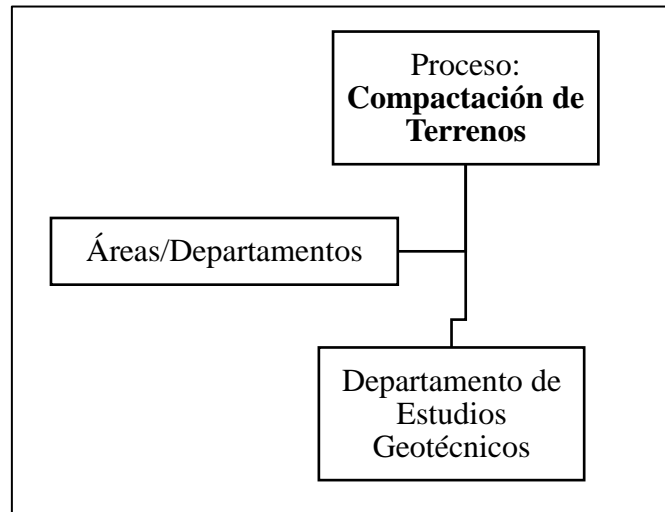 Proceso:
Compactación de
Terrenos
Áreas/Departamentos
Departamento de
Estudios
Geotécnicos